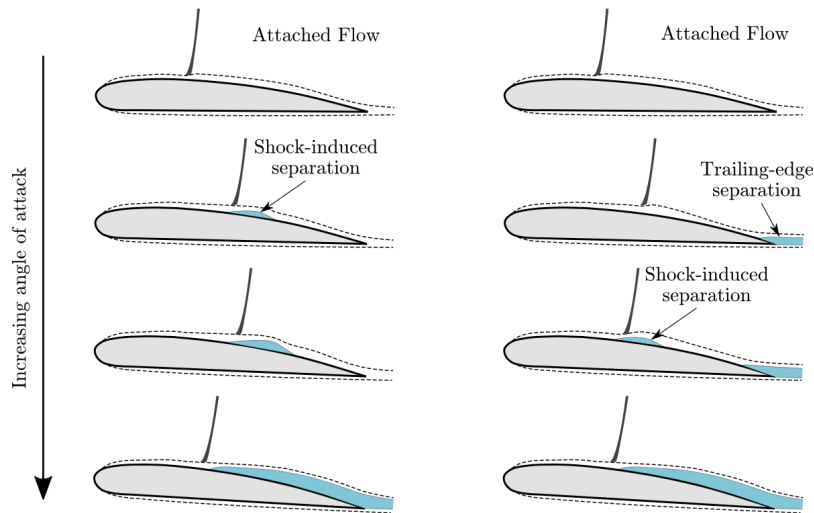 Attached Flow
Attached Flow
Shock-induced
separation
Trailing-edge
separation
Increasing angle of attack
Shock-induced
separation